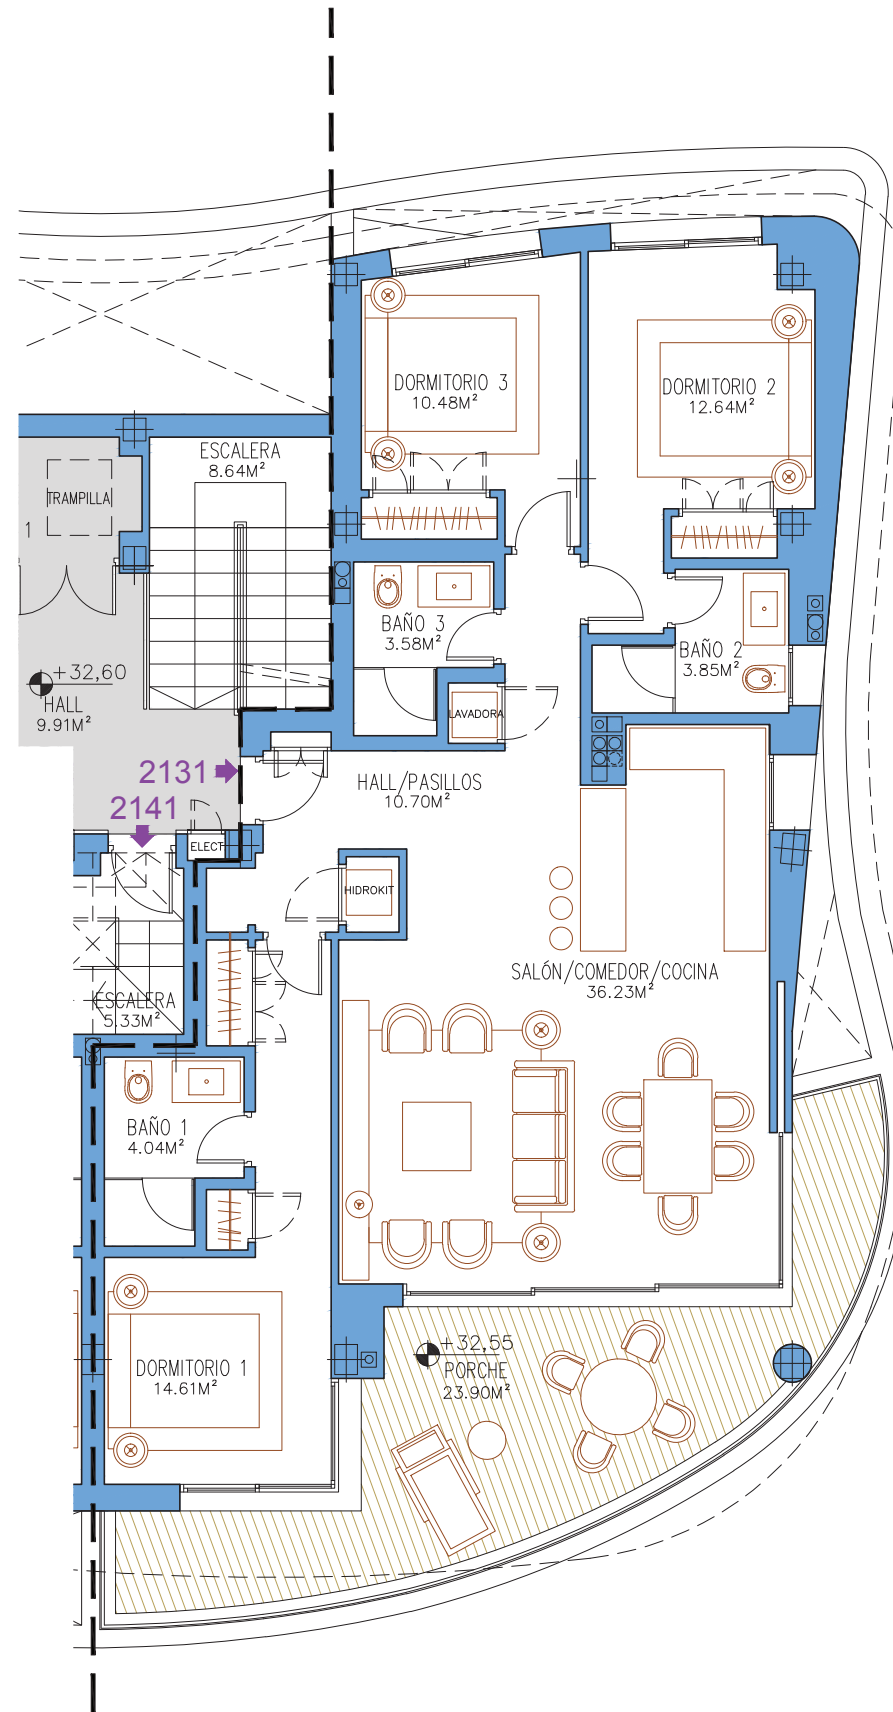 DORMITORIO 3
10.48M²
DORMITORIO 2
12.64M²
ESCALERA
8.64M²
TRAMPILLA
1
BAÑO 3
3.58M²
BAÑO 2
3.85M²
+32,60
HALL
9.91M²
LAVADORA
2131
2141
HALL/PASILLOS
10.70M²
ELECT
HIDROKIT
SALÓN/COMEDOR/COCINA
36.23M²
ESCALERA
5.33M²
BAÑO 1
4.04M²
+32,55
PORCHE
23.90M²
DORMITORIO 1
14.61M²